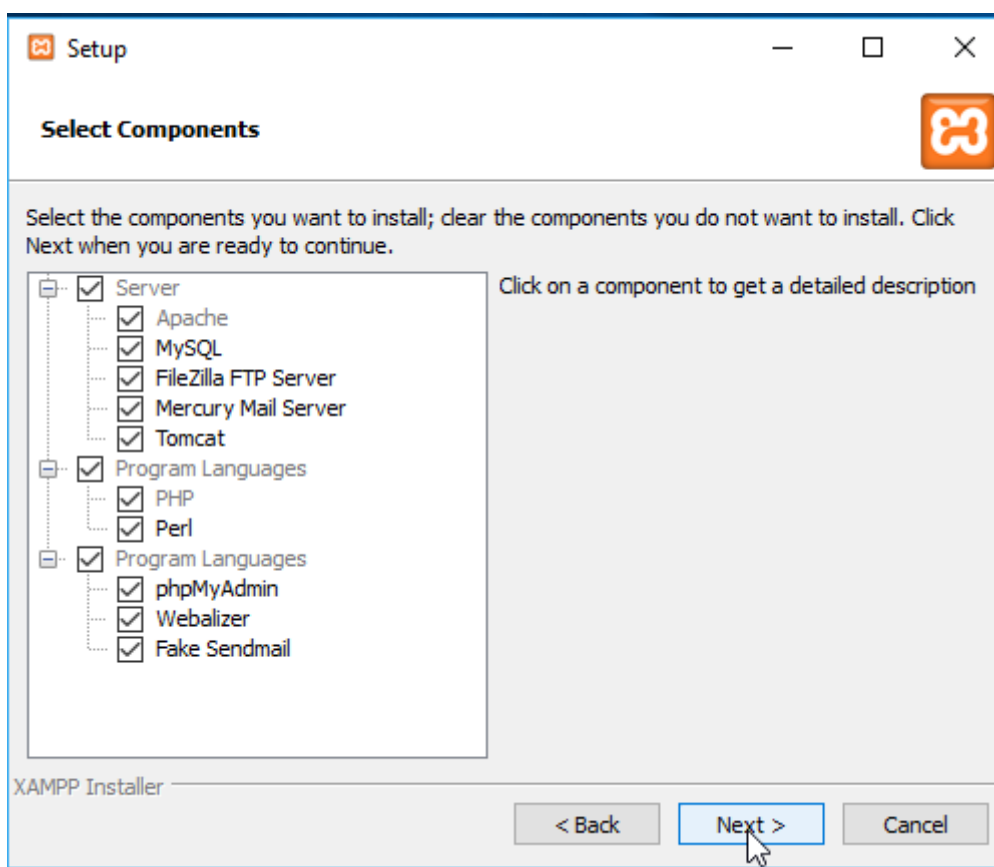 Setup
Select Components
Select the components you want to install; clear the components you do not want to install. Click
Next when you are ready to continue.
Server
Apache
MySQL
FileZilla FTP Server
Mercury Mail Server
Tomcat
Program Languages
PHP
Perl
Program Languages
phpMyAdmin
Webalizer
Fake Sendmail
Click on a component to get a detailed description
XAMPP Installer
< Back
Next >
Cancel